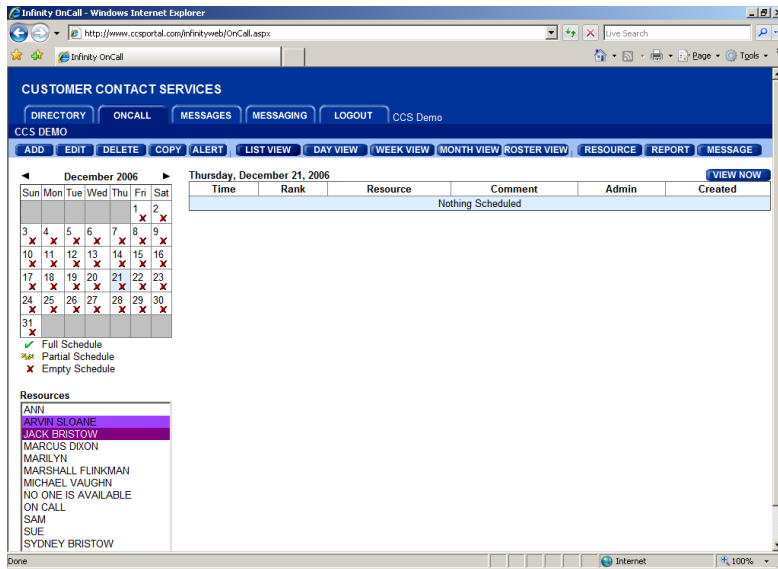 Infinity OnCall - Windows Internet Explorer
http://www.ccsportal.com/infinityweb/OnCall.aspx
Live Search
Infinity OnCall
Page Tools
CUSTOMER CONTACT SERVICES
DIRECTORY ONCALL MESSAGES MESSAGING LOGOUT CCS Demo
CCS DEMO
ADD EDIT DELETE COPY ALERT LIST VIEW DAY VIEW WEEK VIEW MONTH VIEW ROSTER VIEW RESOURCE REPORT MESSAGE
December 2006
Sun Mon Tue Wed Thu Fri Sat
1 2
3 4 5 6 7 8 9
10 11 12 13 14 15 16
17 18 19 20 21 22 23
24 25 26 27 28 29 30
31
Full Schedule
Partial Schedule
Empty Schedule
Thursday, December 21, 2006 VIEW NOW
Time Rank Resource Comment Admin Created
Nothing Scheduled
Resources
ANN
ARVIN SLOANE
JACK BRISTOW
MARCUS DIXON
MARILYN
MARSHALL FLINKMAN
MICHAEL VAUGHN
NO ONE IS AVAILABLE
ON CALL
SAM
SUE
SYDNEY BRISTOW
Done Internet 100%